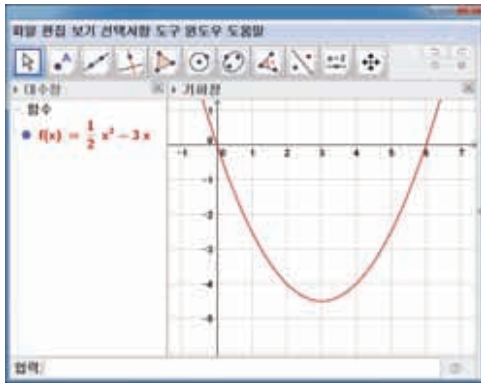 파일 편집 보기 선택사항 도구 윈도우 도움말
대수창
기하창
함수
f(x) = 1/2 x² − 3 x
1
-1 0 1 2 3 4 5 6 7
-1
-2
-3
-4
-5
입력: